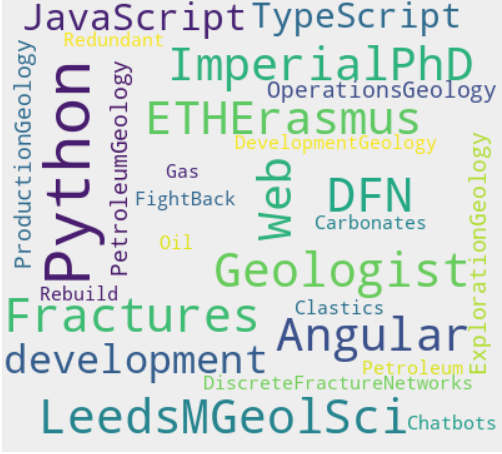 JavaScript
TypeScript
Redundant
ImperialPhD
OperationsGeology
ProductionGeology
Python
PetroleumGeology
ETHErasmus
DevelopmentGeology
ExplorationGeology
Gas
Web
DFN
FightBack
Carbonates
Oil
Geologist
Rebuild
Fractures
Clastics
Angular
development
Petroleum
DiscreteFractureNetworks
LeedsMGeolSci
Chatbots